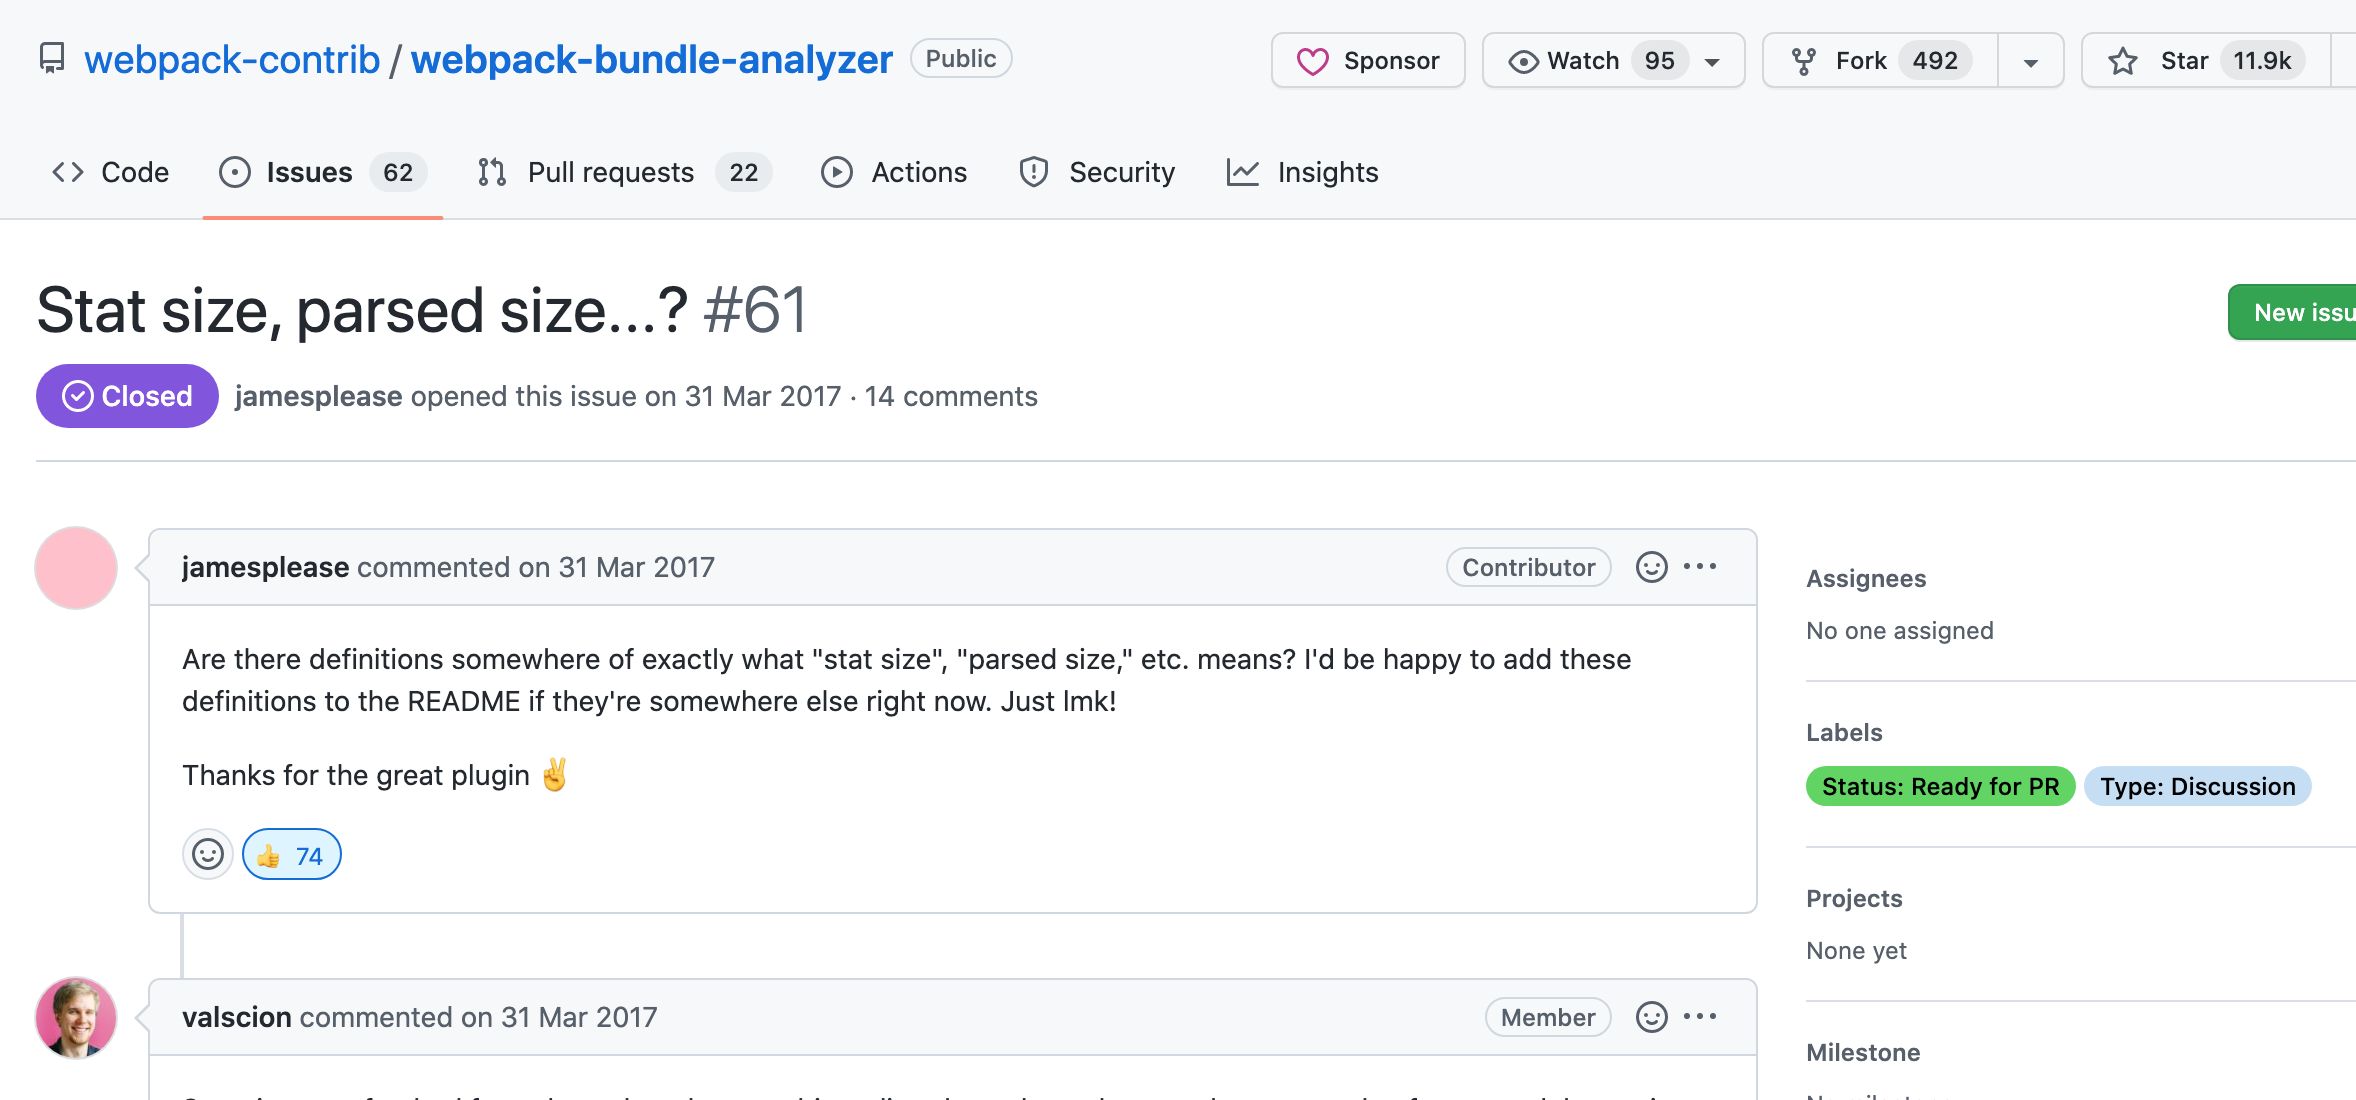 webpack-contrib / webpack-bundle-analyzer Public Sponsor Watch 95 Fork 492 Star 11.9k
Code Issues 62 Pull requests 22 Actions Security Insights
Stat size, parsed size...? #61
New issu
Closed jamesplease opened this issue on 31 Mar 2017 · 14 comments
jamesplease commented on 31 Mar 2017 Contributor
Are there definitions somewhere of exactly what "stat size", "parsed size," etc. means? I'd be happy to add these
definitions to the README if they're somewhere else right now. Just lmk!
Thanks for the great plugin ✌️
👍 74
valscion commented on 31 Mar 2017 Member
Assignees
No one assigned
Labels
Status: Ready for PR Type: Discussion
Projects
None yet
Milestone